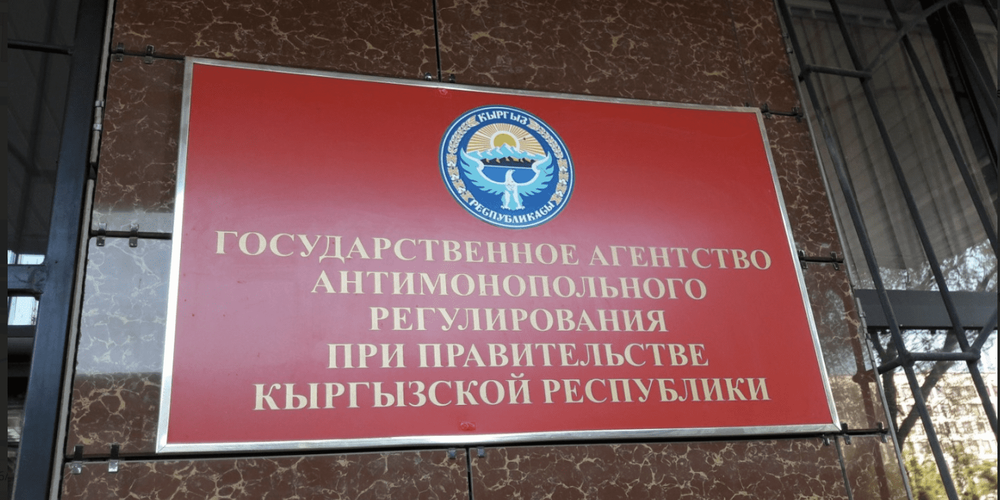 КЫРГЫЗ
РЕСПУБЛИКАСЫ
ГОСУДАРСТВЕННОЕ АГЕНТСТВО
АНТИМОНОПОЛЬНОГО
РЕГУЛИРОВАНИЯ
ПРИ ПРАВИТЕЛЬСТВЕ
КЫРГЫЗСКОЙ РЕСПУБЛИКИ